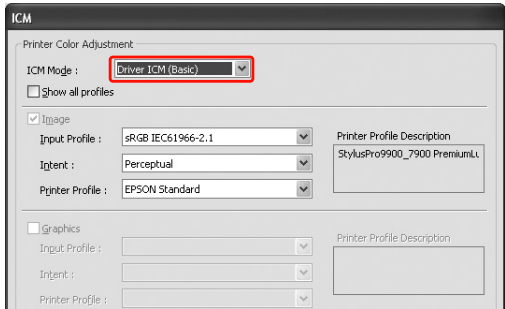 ICM
Printer Color Adjustment
ICM Mode :
Driver ICM (Basic)
Show all profiles
Image
Input Profile :
sRGB IEC61966-2.1
Intent :
Perceptual
Printer Profile :
EPSON Standard
Printer Profile Description
StylusPro9900_7900 PremiumLu
Graphics
Input Profile :
Intent :
Printer Profile :
Printer Profile Description